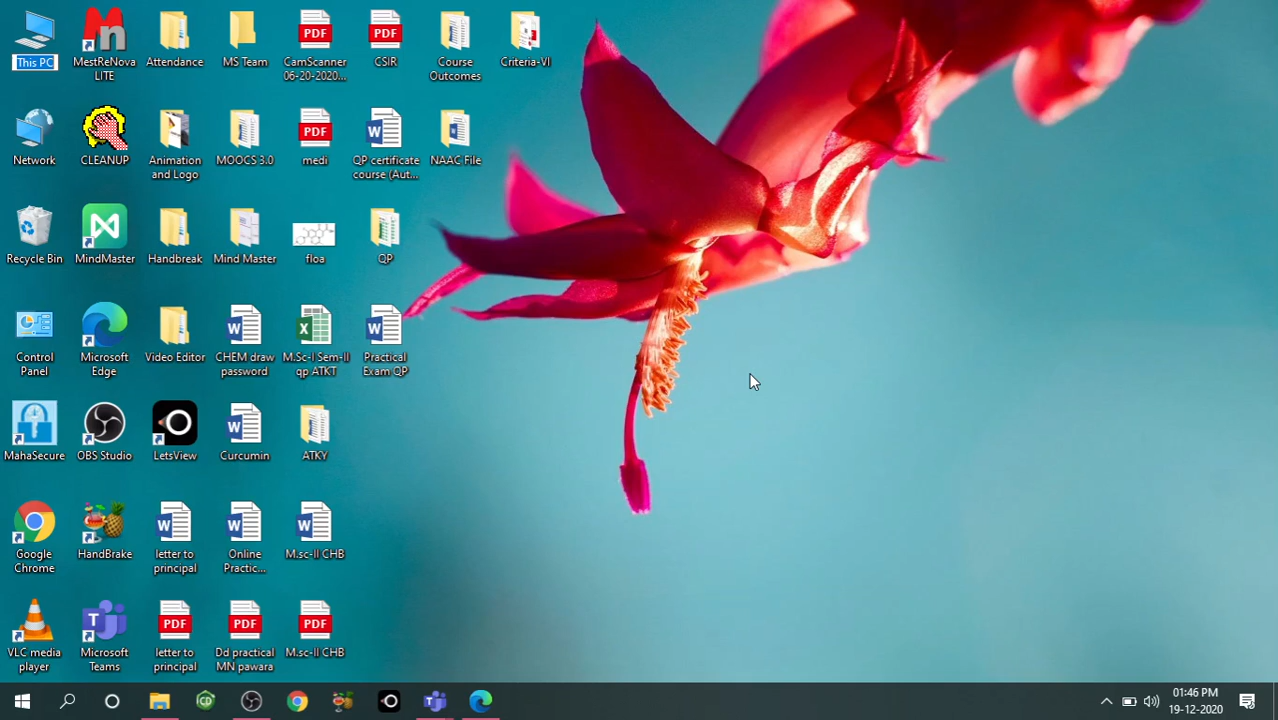 This PC
MestReNova
LITE
Attendance
MS Team
PDF
CamScanner
06-20-2020...
PDF
CSIR
Course
Outcomes
Criteria-VI
Network
CLEANUP
Animation
and Logo
MOOCS 3.0
PDF
medi
W
QP certificate
course (Aut...
NAAC File
Recycle Bin
MindMaster
Handbreak
Mind Master
floa
QP
Control
Panel
Microsoft
Edge
Video Editor
W
CHEM draw
password
X
M.Sc-I Sem-II
qp ATKT
W
Practical
Exam QP
MahaSecure
OBS Studio
LetsView
W
Curcumin
ATKY
Google
Chrome
HandBrake
W
letter to
principal
W
Online
Practic...
W
M.sc-II CHB
VLC media
player
T
Microsoft
Teams
PDF
letter to
principal
PDF
Dd practical
MN pawara
PDF
M.sc-II CHB
CD
T
01:46 PM
19-12-2020